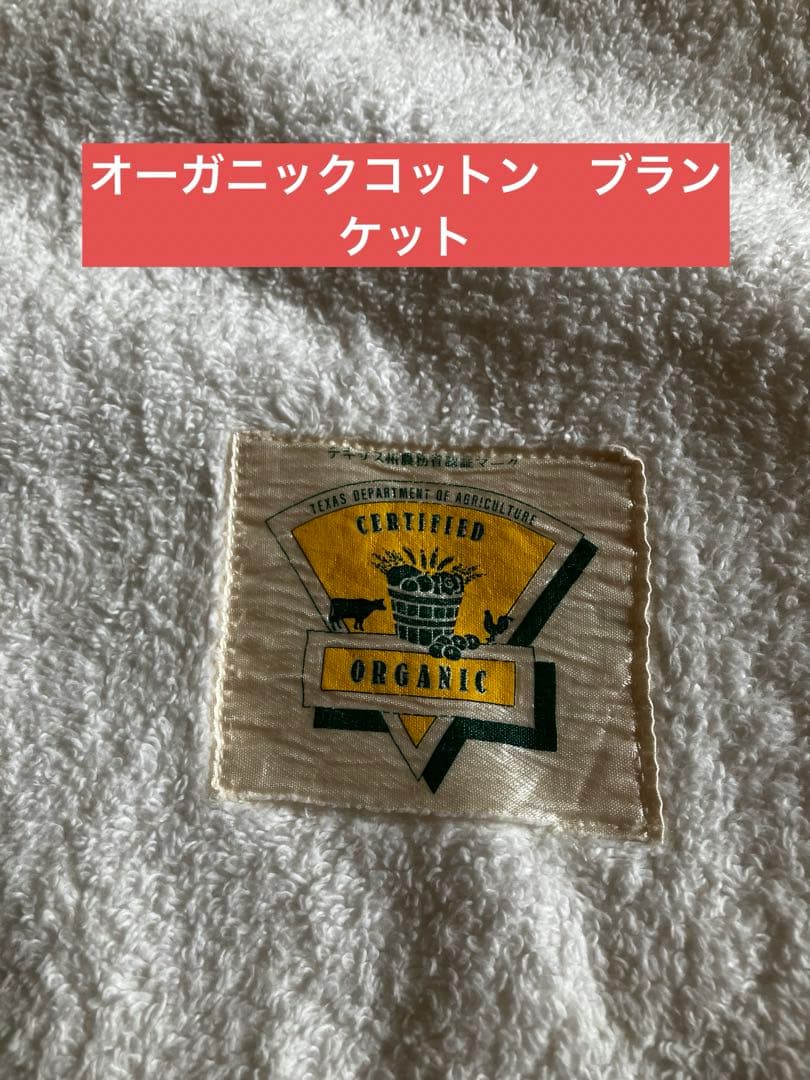 オーガニックコットン　ブラン
ケット
テキサス州農務省認証マーク
TEXAS DEPARTMENT OF AGRICULTURE
CERTIFIED
ORGANIC